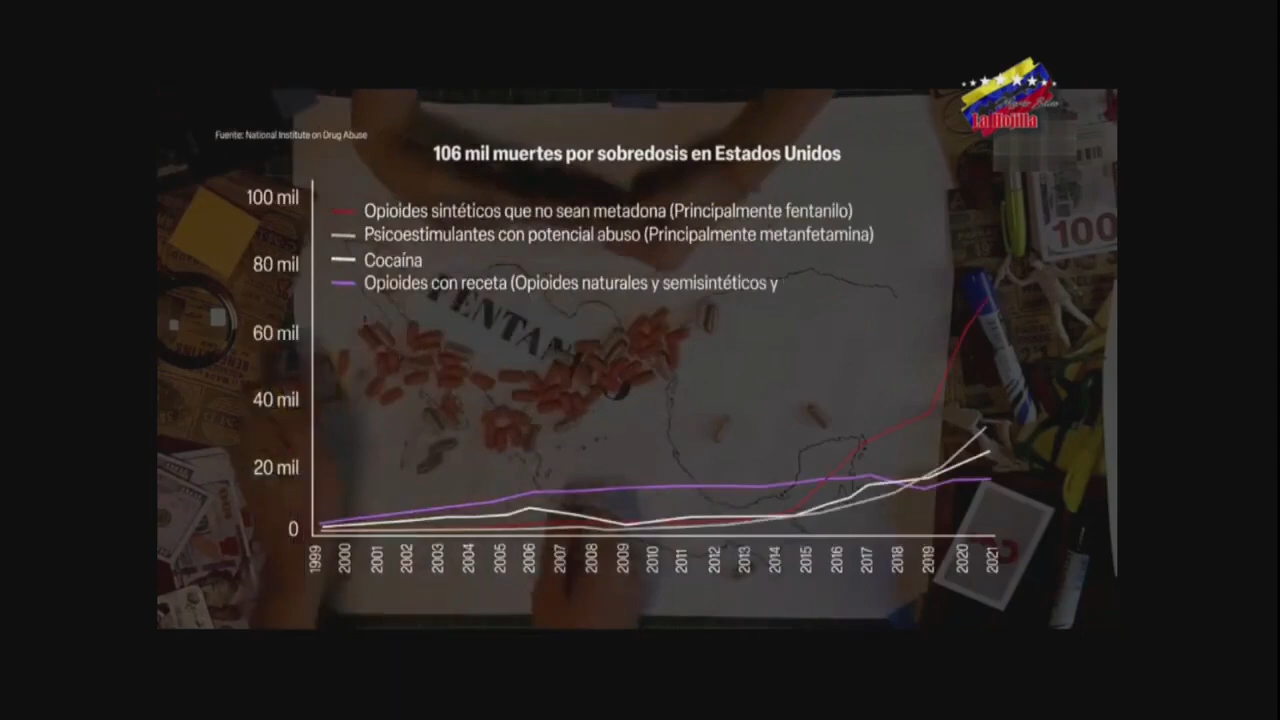 La Hojilla
Fuente: National Institute on Drug Abuse
106 mil muertes por sobredosis en Estados Unidos
100 mil
80 mil
60 mil
40 mil
20 mil
0
Opioides sintéticos que no sean metadona (Principalmente fentanilo)
Psicoestimulantes con potencial abuso (Principalmente metanfetamina)
Cocaína
Opioides con receta (Opioides naturales y semisintéticos y
FENTAN
100
1999 2000 2001 2002 2003 2004 2005 2006 2007 2008 2009 2010 2011 2012 2013 2014 2015 2016 2017 2018 2019 2020 2021